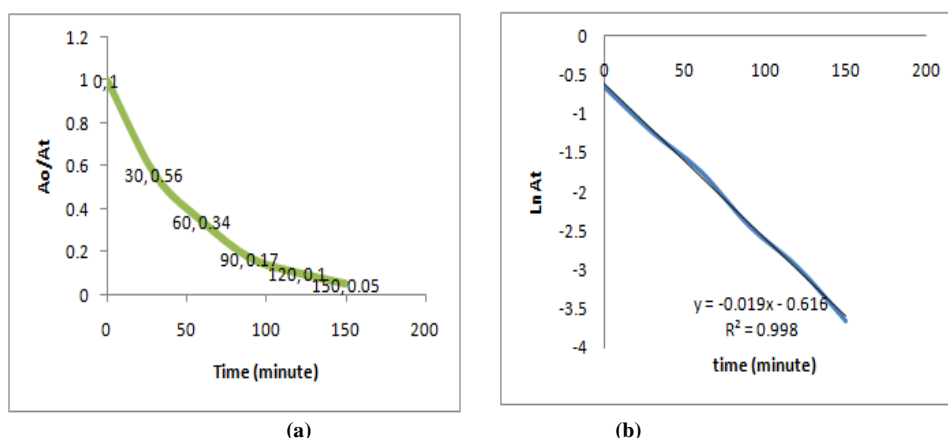 1.2
1
0.8
0.6
0.4
0.2
0
Ao/At
0,1
30, 0.56
60, 0.34
90, 0.17
120, 0.1
150, 0.05
0 50 100 150 200
Time (minute)
(a)
0
-0.5
-1
-1.5
-2
-2.5
-3
-3.5
-4
Ln At
0 50 100 150 200
y = -0.019x - 0.616
R² = 0.998
time (minute)
(b)